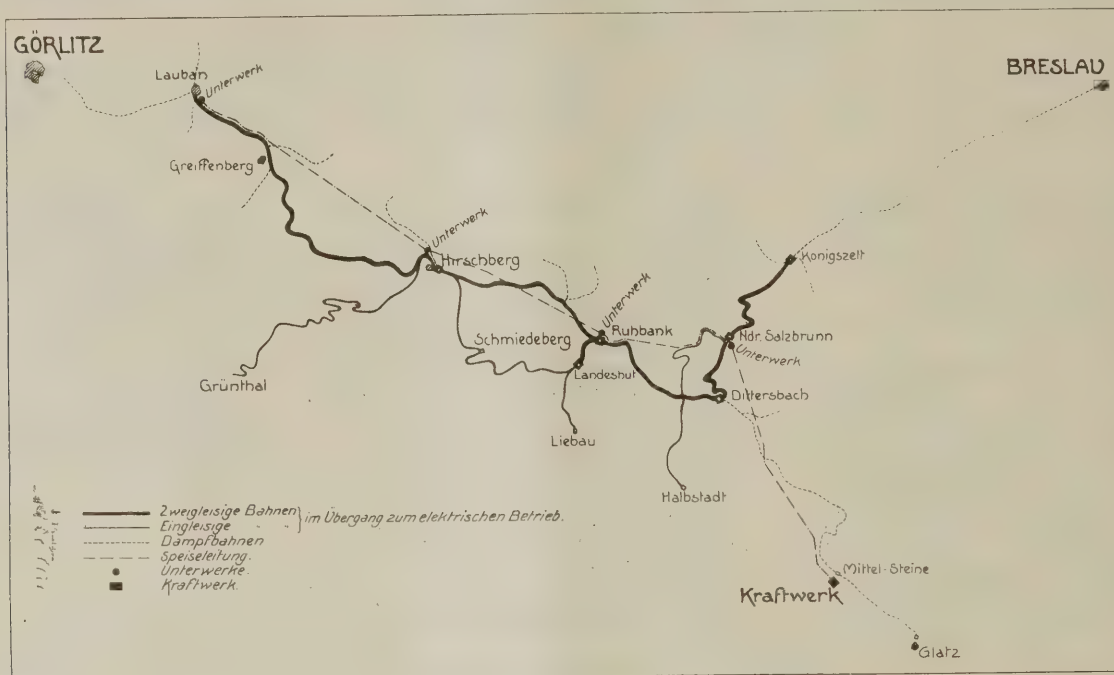 GÖRLITZ
BRESLAU
Lauban
Unterwerk
Greiffenberg
Unterwerk
Hirschberg
Königszelt
Unterwerk
Ruhbank
Ndr. Salzbrunn
Unterwerk
Schmiedeberg
Landeshut
Grünthal
Dittersbach
Liebau
Halbstadt
Zweigleisige Bahnen } im Übergang zum elektrischen Betrieb.
Eingleisige
Dampfbahnen
Speiseleitung.
Unterwerke.
Kraftwerk.
Mittel-Steine
Kraftwerk
Glatz